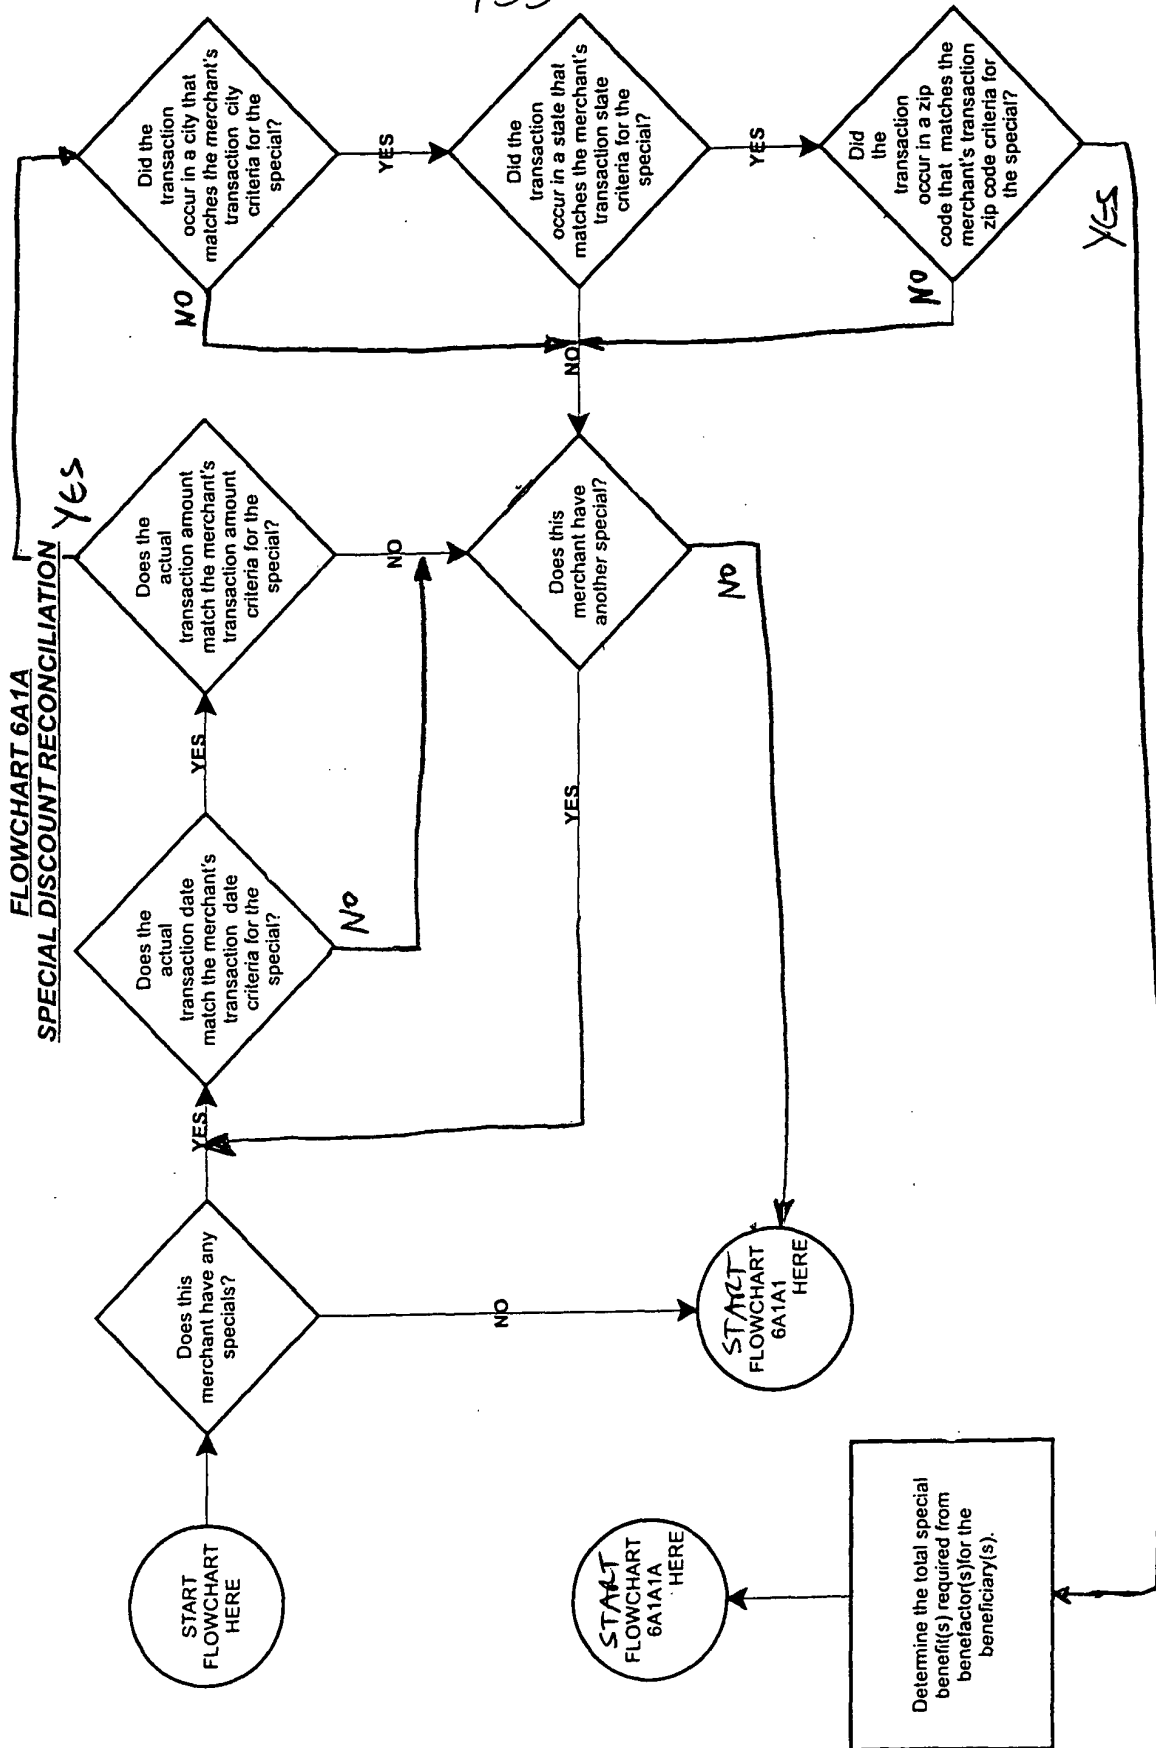 FLOWCHART 6A1A
SPECIAL DISCOUNT RECONCILIATION
START
FLOWCHART
HERE
Does this
merchant have any
specials?
YES
NO
Does the
actual
transaction date
match the merchant's
transaction date
criteria for the
special?
YES
NO
Does the
actual
transaction amount
match the merchant's
transaction amount
criteria for the
special?
YES
NO
Did the
transaction
occur in a city that
matches the merchant's
transaction city
criteria for the
special?
NO
YES
Does this
merchant have
another special?
YES
NO
NO
Did the
transaction
occur in a state that
matches the merchant's
transaction state
criteria for the
special?
YES
START
FLOWCHART
6A1A1A
HERE
START
FLOWCHART
6A1A1
HERE
Did
the
transaction
occur in a zip
code that matches the
merchant's transaction
zip code criteria for
the special?
NO
YES
Determine the total special
benefit(s) required from
benefactor(s)for the
beneficiary(s).